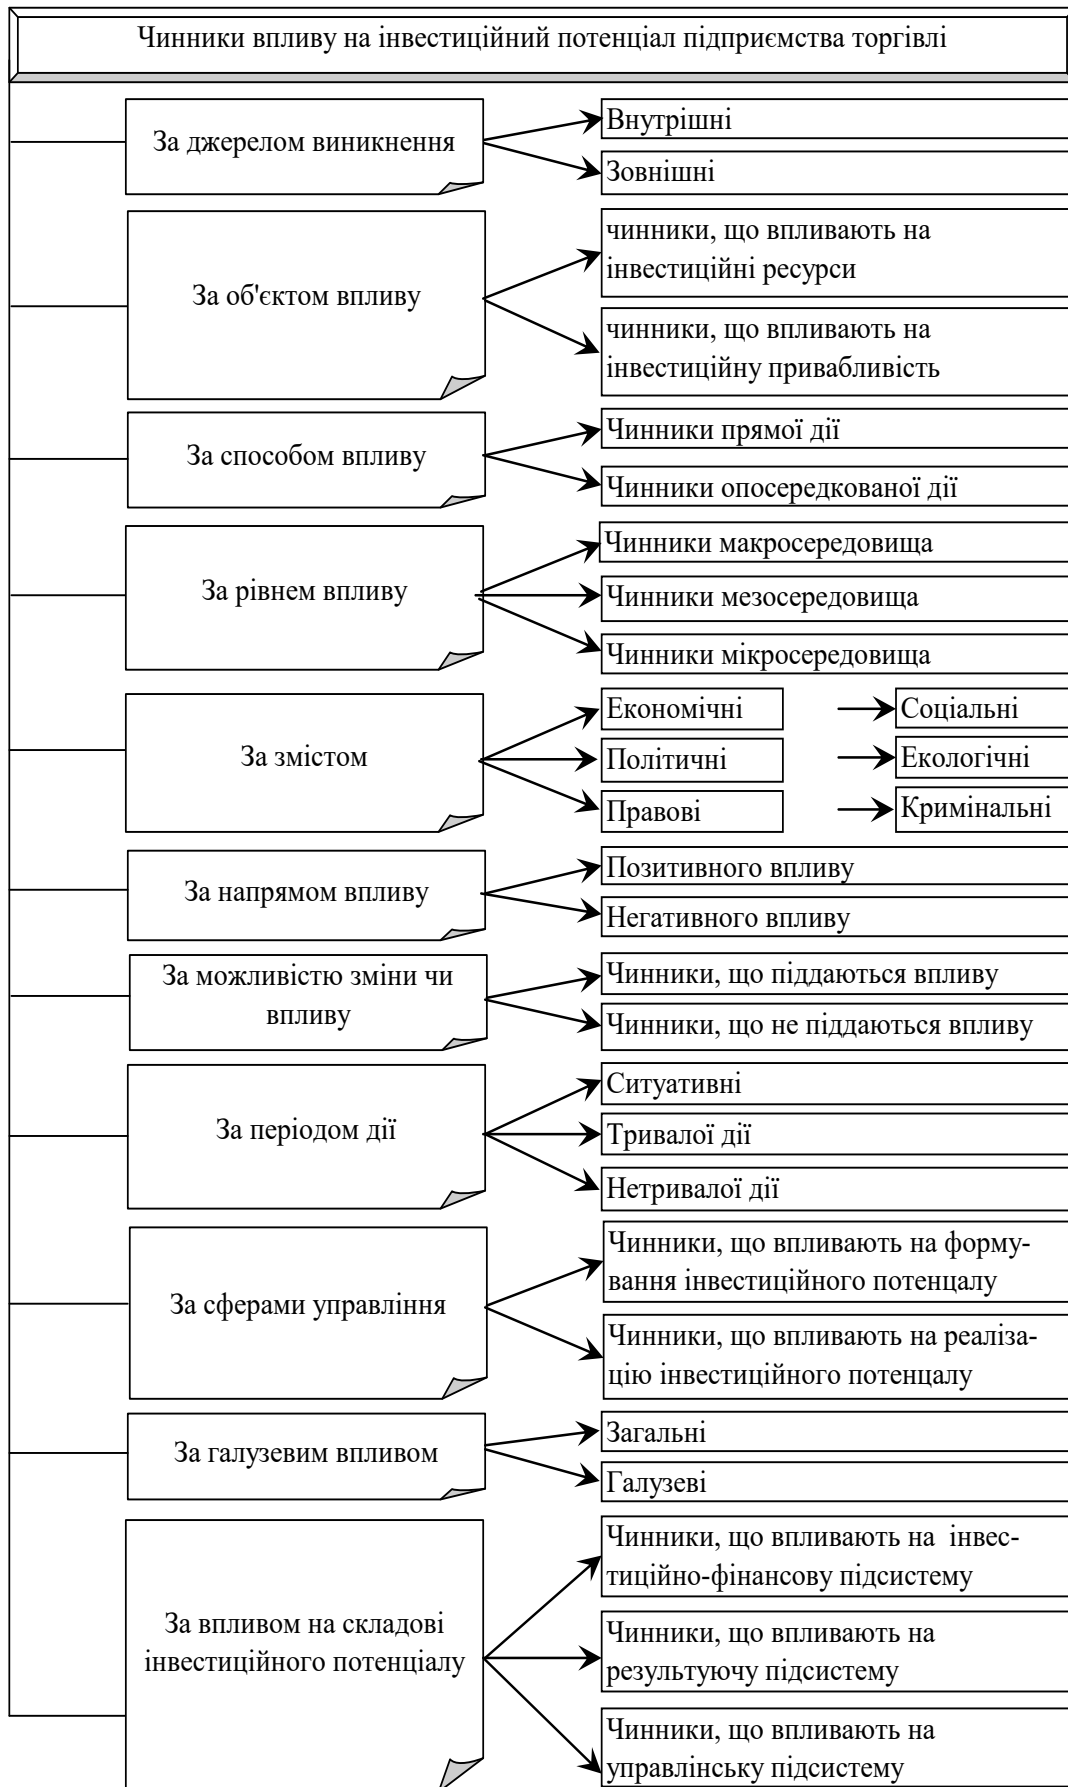 Чинники впливу на інвестиційний потенціал підприємства торгівлі
За джерелом виникнення
Внутрішні
Зовнішні
За об'єктом впливу
чинники, що впливають на
інвестиційні ресурси
чинники, що впливають на
інвестиційну привабливість
За способом впливу
Чинники прямої дії
Чинники опосередкованої дії
За рівнем впливу
Чинники макросередовища
Чинники мезосередовища
Чинники мікросередовища
За змістом
Економічні
Соціальні
Політичні
Екологічні
Правові
Кримінальні
За напрямом впливу
Позитивного впливу
Негативного впливу
За можливістю зміни чи
впливу
Чинники, що піддаються впливу
Чинники, що не піддаються впливу
За періодом дії
Ситуативні
Тривалої дії
Нетривалої дії
За сферами управління
Чинники, що впливають на форму-
вання інвестиційного потенцалу
Чинники, що впливають на реаліза-
цію інвестиційного потенцалу
За галузевим впливом
Загальні
Галузеві
За впливом на складові
інвестиційного потенціалу
Чинники, що впливають на інвес-
тиційно-фінансову підсистему
Чинники, що впливають на
результуючу підсистему
Чинники, що впливають на
управлінську підсистему